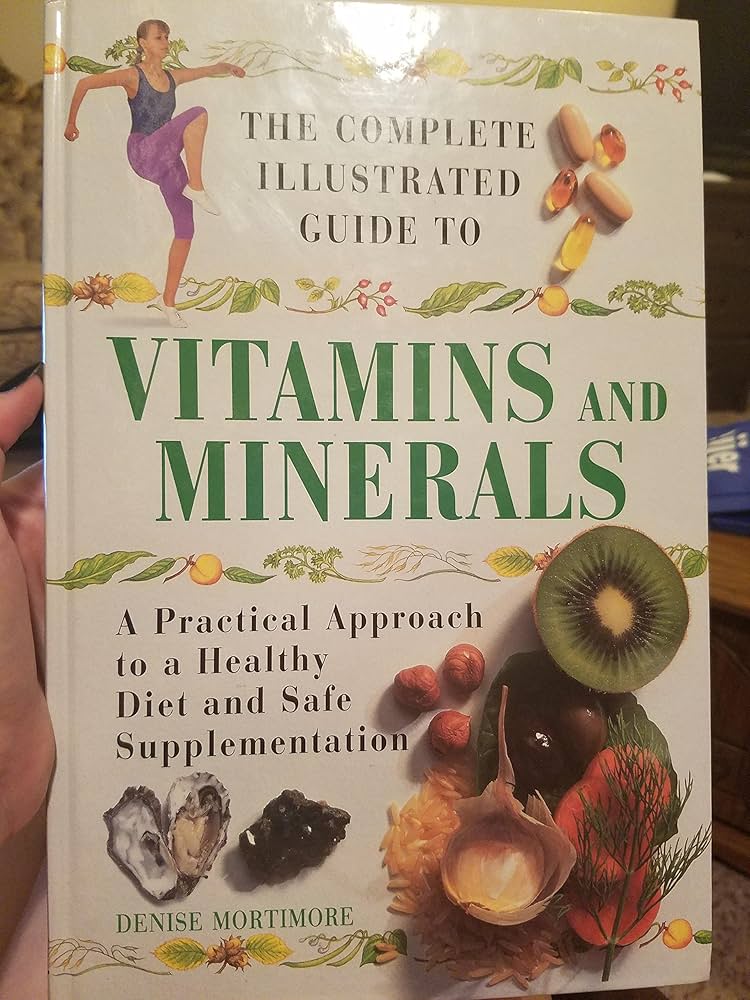 THE COMPLETE
ILLUSTRATED
GUIDE TO
VITAMINS AND
MINERALS
A Practical Approach
to a Healthy
Diet and Safe
Supplementation
DENISE MORTIMORE